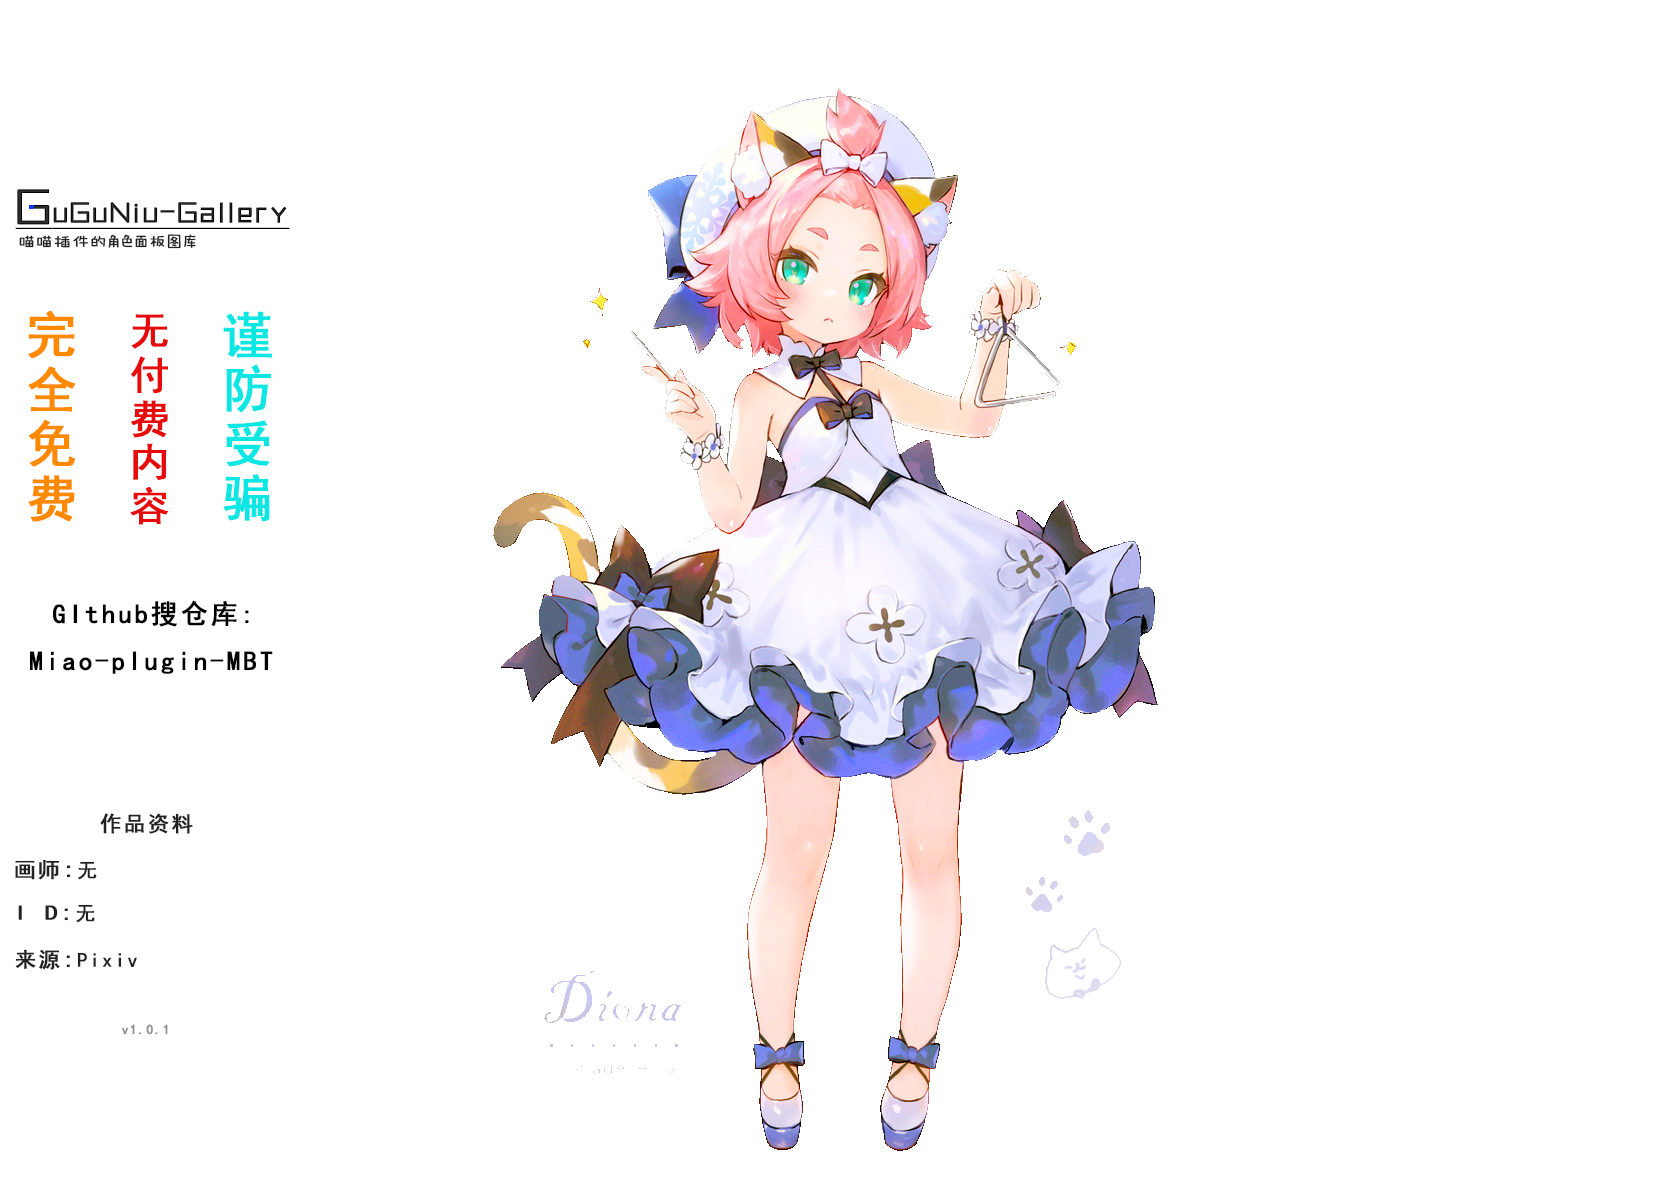 GuGuNiu-Gallery
喵喵插件的角色面板图库
完全免费
无付费内容
谨防受骗
GIthub搜仓库:
Miao-plugin-MBT
作品资料
画师:无
I D:无
来源:Pixiv
v1.0.1
Diona